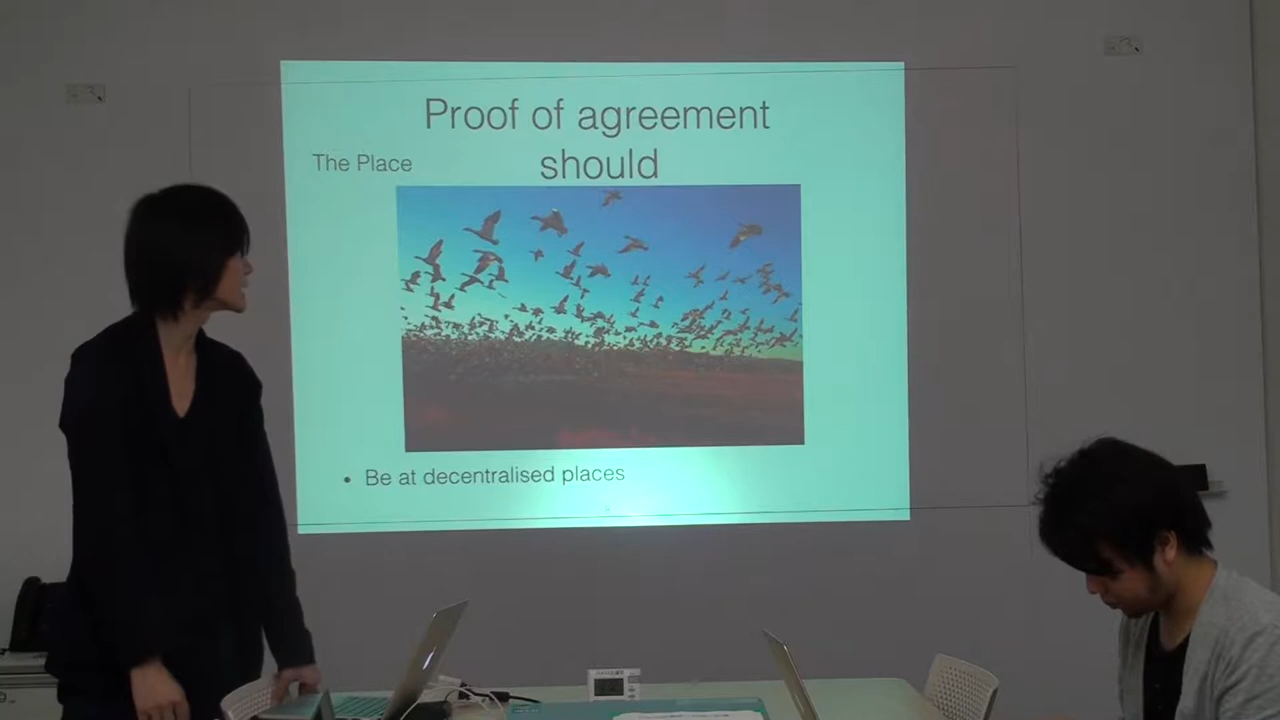 Proof of agreement
should
The Place
• Be at decentralised places